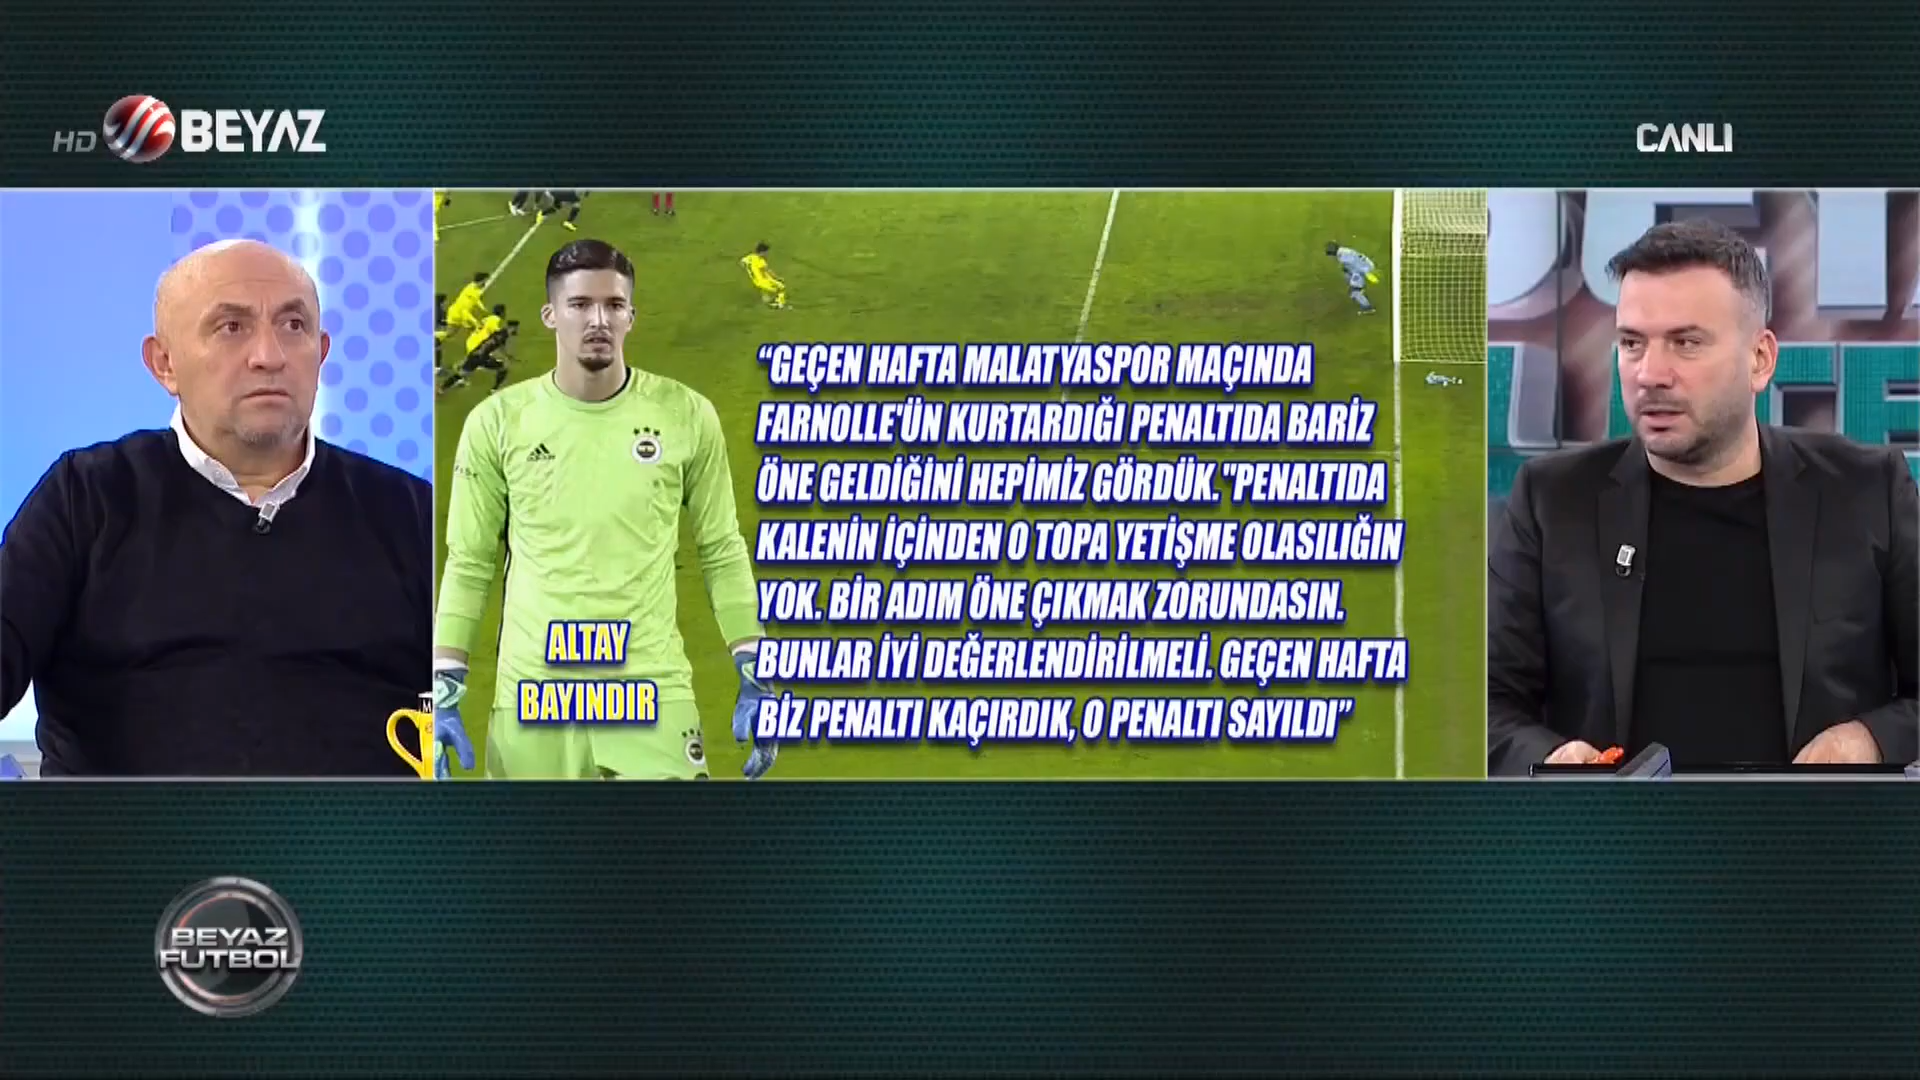 HD BEYAZ
CANLI
“GEÇEN HAFTA MALATYASPOR MAÇINDA
FARNOLLE'ÜN KURTARDIĞI PENALTIDA BARİZ
ÖNE GELDİĞİNİ HEPİMİZ GÖRDÜK."PENALTIDA
KALENİN İÇİNDEN O TOPA YETİŞME OLASILIĞIN
YOK. BİR ADIM ÖNE ÇIKMAK ZORUNDASIN.
BUNLAR İYİ DEĞERLENDİRİLMELİ. GEÇEN HAFTA
BİZ PENALTI KAÇIRDIK, O PENALTI SAYILDI”
ALTAY
BAYINDIR
adidas
BEYAZ
FUTBOL